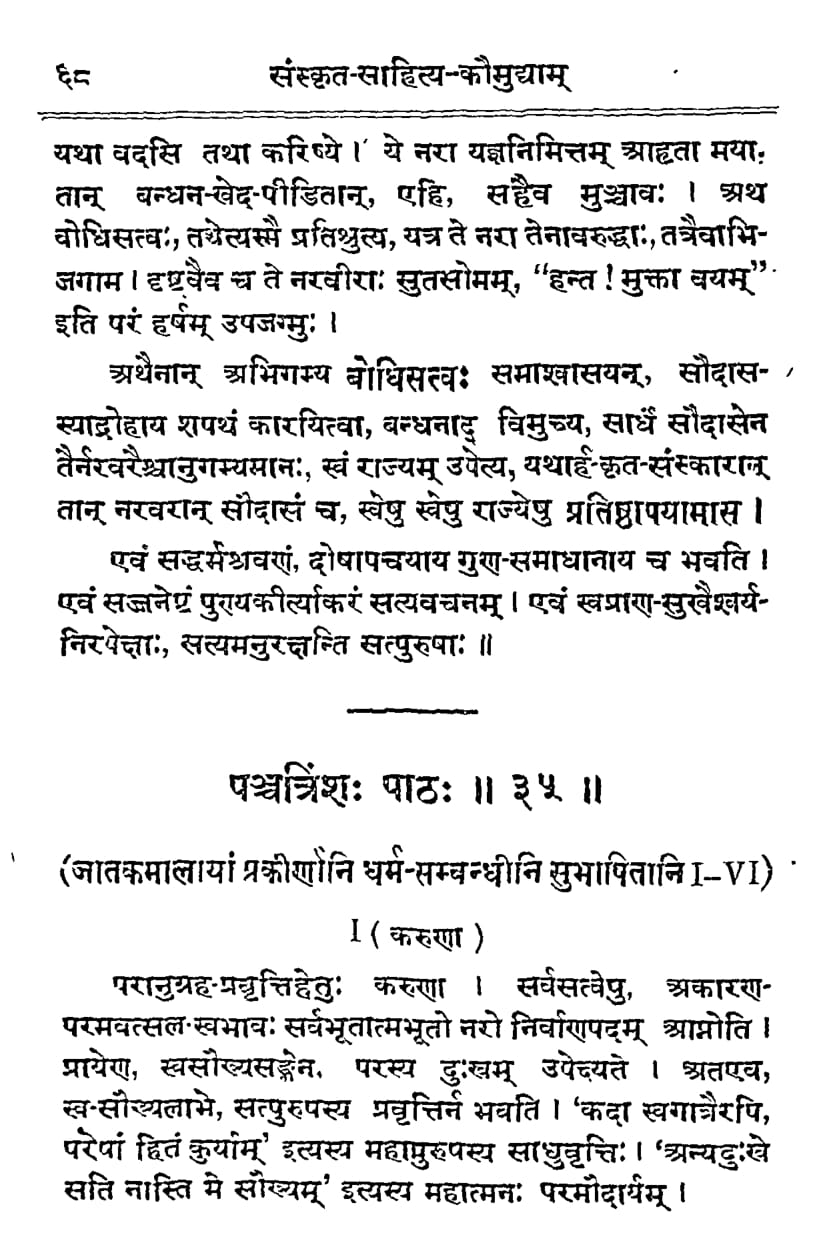 ६८ संस्कृत-साहित्य-कौमुद्याम्
यथा वदसि तथा करिष्ये। ये नरा यज्ञनिमित्तम् आहृता मया,
तान् बन्धन-खेद-पीडितान्, एहि, सहैव मुञ्चावः । अथ
वोधिसत्वः, तथेत्यस्मै प्रतिश्रुत्य, यत्र ते नरा तेनावरुद्धाः, तत्रैवाभि-
जगाम। दृष्ट्वैव च ते नरवीराः सुतसोमम्, “हन्त ! मुक्ता वयम्”
इति परं हर्षम् उपजग्मुः ।
अथैनान् अभिगम्य बोधिसत्वः समाश्वासयन्, सौदास-
स्याद्रोहाय शपथं कारयित्वा, बन्धनाद् विमुच्य, सार्धं सौदासेन
तैर्नरवरैश्चानुगम्यमानः, स्वं राज्यम् उपेत्य, यथार्ह-कृत-संस्कारान्
तान् नरवरान् सौदासं च, स्वेषु स्वेषु राज्येषु प्रतिष्ठापयामास ।
एवं सद्धर्मश्रवणं, दोषापचयाय गुण-समाधानाय च भवति ।
एवं सज्जनेष्टं पुण्यकीर्त्याकरं सत्यवचनम् । एवं स्वप्राण-सुखैश्वर्य-
निरपेक्षाः, सत्यमनुरक्षन्ति सत्पुरुषाः ॥
पञ्चत्रिंशः पाठः ॥ ३५ ॥
(जातकमालायां प्रकीर्णानि धर्म-सम्वन्धीनि सुभाषितानि I-VI)
I ( करुणा )
परानुग्रह-प्रवृत्तिहेतुः करुणा । सर्वसत्वेषु, अकारण-
परमवत्सल-स्वभावः सर्वभूतात्मभूतो नरो निर्वाणपदम् आप्नोति ।
प्रायेण, स्वसौख्यसङ्गेन, परस्य दुःखम् उपेक्ष्यते । अतएव,
स्व-सौख्यलाभे, सत्पुरुषस्य प्रवृत्तिर्न भवति । ‘कदा स्वगात्रैरपि,
परेषां हितं कुर्याम्’ इत्यस्य महापुरुषस्य साधुवृत्तिः । ‘अन्यदुःखे
सति नास्ति मे सौख्यम्’ इत्यस्य महात्मनः परमौदार्यम् ।